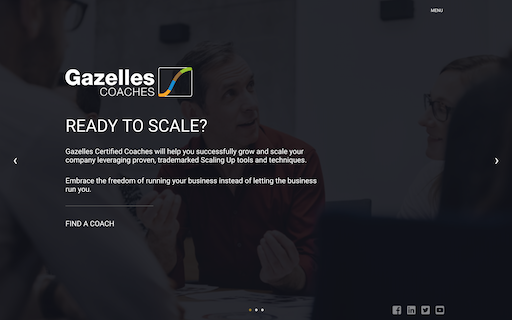 MENU
Gazelles
COACHES
READY TO SCALE?
Gazelles Certified Coaches will help you successfully grow and scale your
company leveraging proven, trademarked Scaling Up tools and techniques.
Embrace the freedom of running your business instead of letting the business
run you.
FIND A COACH